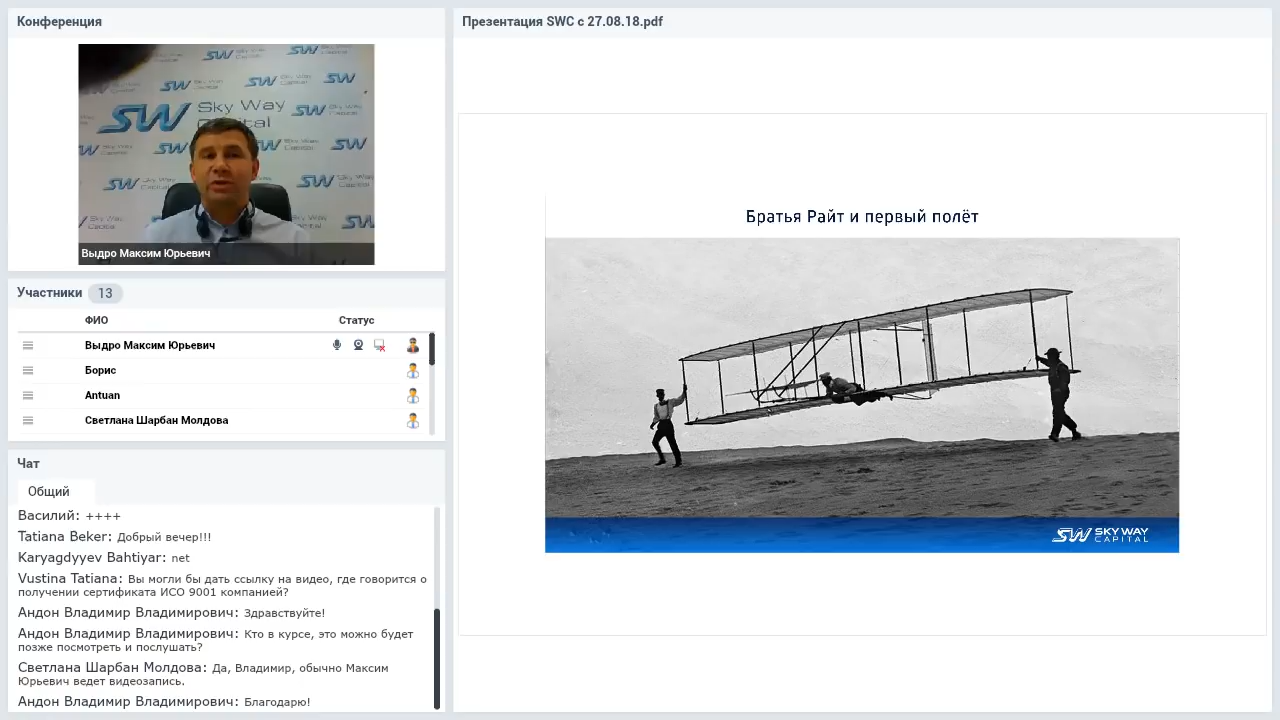 Конференция
SW
Sky Way
Capital
Выдро Максим Юрьевич
Участники 13
ФИО Статус
Выдро Максим Юрьевич
Борис
Antuan
Светлана Шарбан Молдова
Чат
Общий
Василий: ++++
Tatiana Beker: Добрый вечер!!!
Karyagdyyev Bahtiyar: net
Vustina Tatiana: Вы могли бы дать ссылку на видео, где говорится о
получении сертификата ИСО 9001 компанией?
Андон Владимир Владимирович: Здравствуйте!
Андон Владимир Владимирович: Кто в курсе, это можно будет
позже посмотреть и послушать?
Светлана Шарбан Молдова: Да, Владимир, обычно Максим
Юрьевич ведет видеозапись.
Андон Владимир Владимирович: Благодарю!
Презентация SWC с 27.08.18.pdf
Братья Райт и первый полёт
SW SKY WAY
CAPITAL